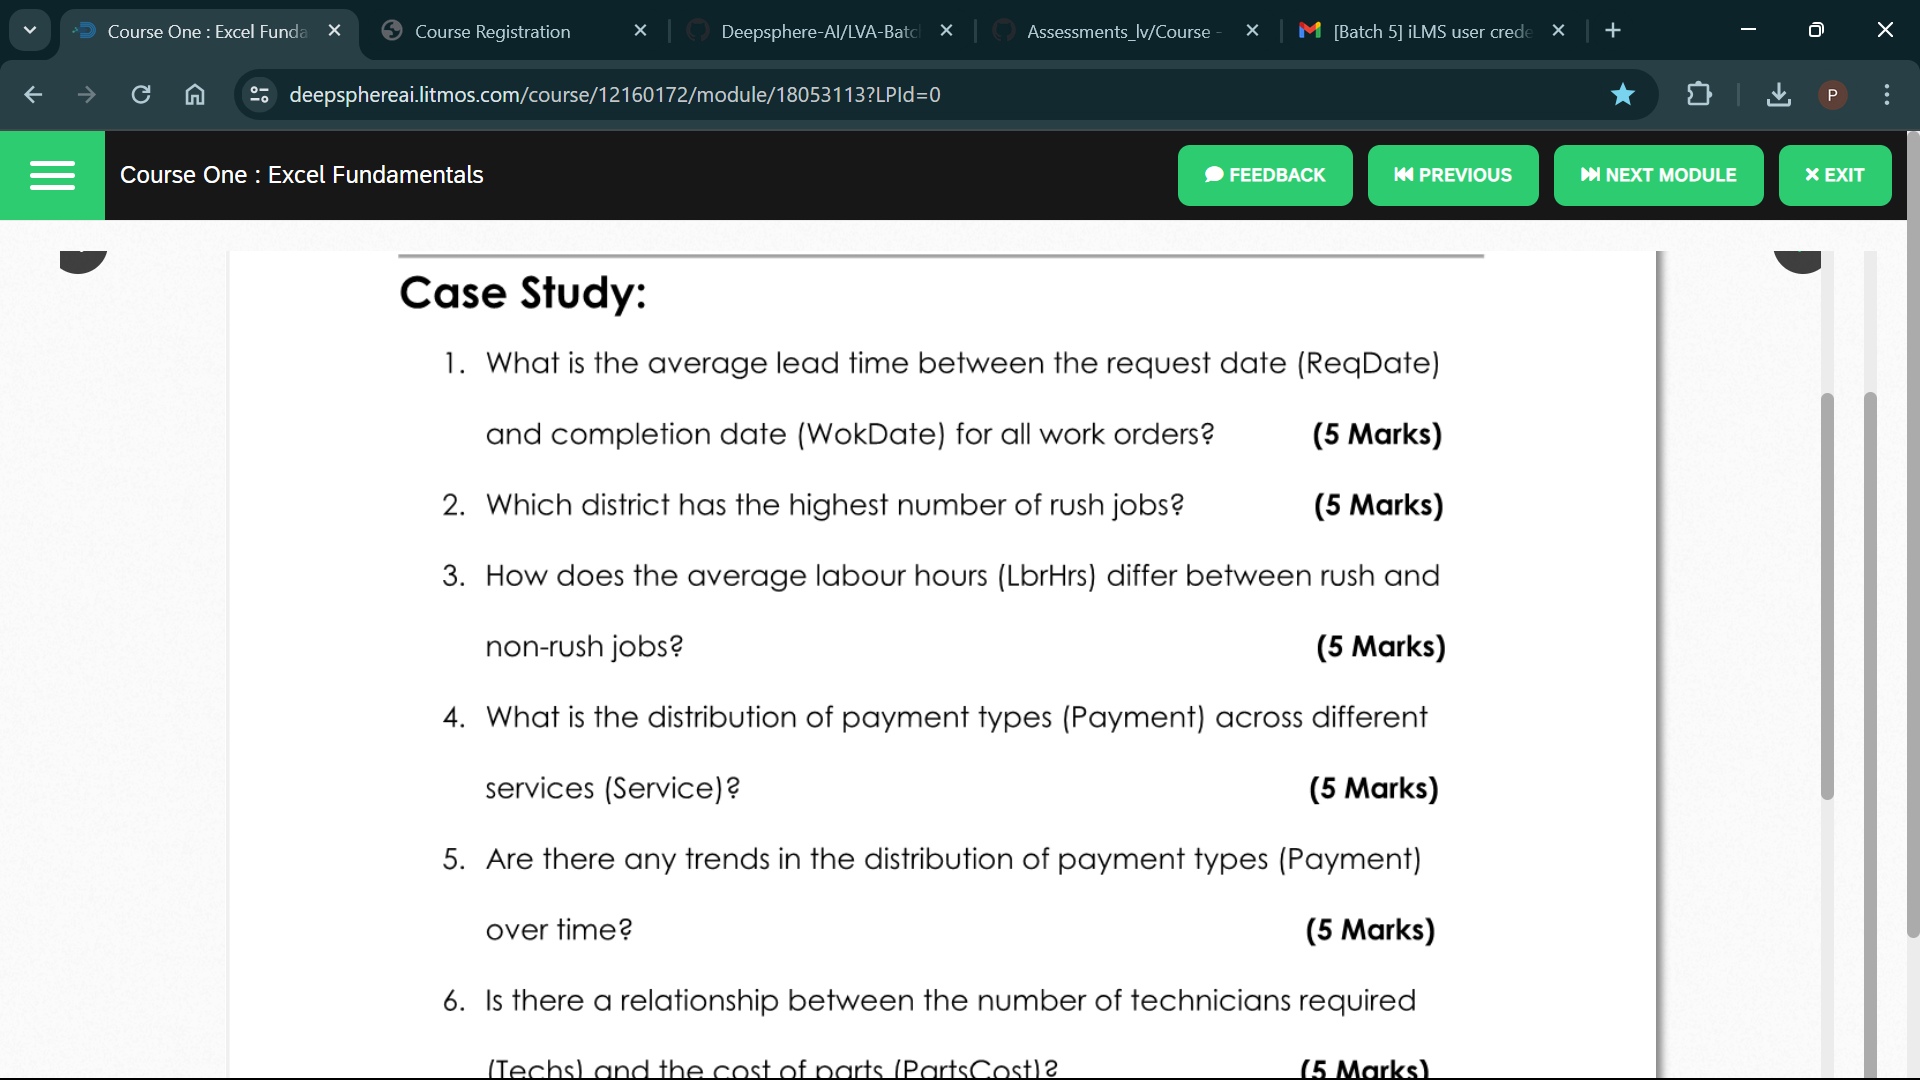 Course One : Excel Funda
Course Registration
Deepsphere-AI/LVA-Batc
Assessments_lv/Course -
[Batch 5] iLMS user crede
deepsphereai.litmos.com/course/12160172/module/18053113?LPId=0
P
Course One : Excel Fundamentals
FEEDBACK
PREVIOUS
NEXT MODULE
EXIT
Case Study:
1. What is the average lead time between the request date (ReqDate)
and completion date (WokDate) for all work orders? (5 Marks)
2. Which district has the highest number of rush jobs? (5 Marks)
3. How does the average labour hours (LbrHrs) differ between rush and
non-rush jobs? (5 Marks)
4. What is the distribution of payment types (Payment) across different
services (Service)? (5 Marks)
5. Are there any trends in the distribution of payment types (Payment)
over time? (5 Marks)
6. Is there a relationship between the number of technicians required
(Techs) and the cost of parts (PartsCost)? (5 Marks)